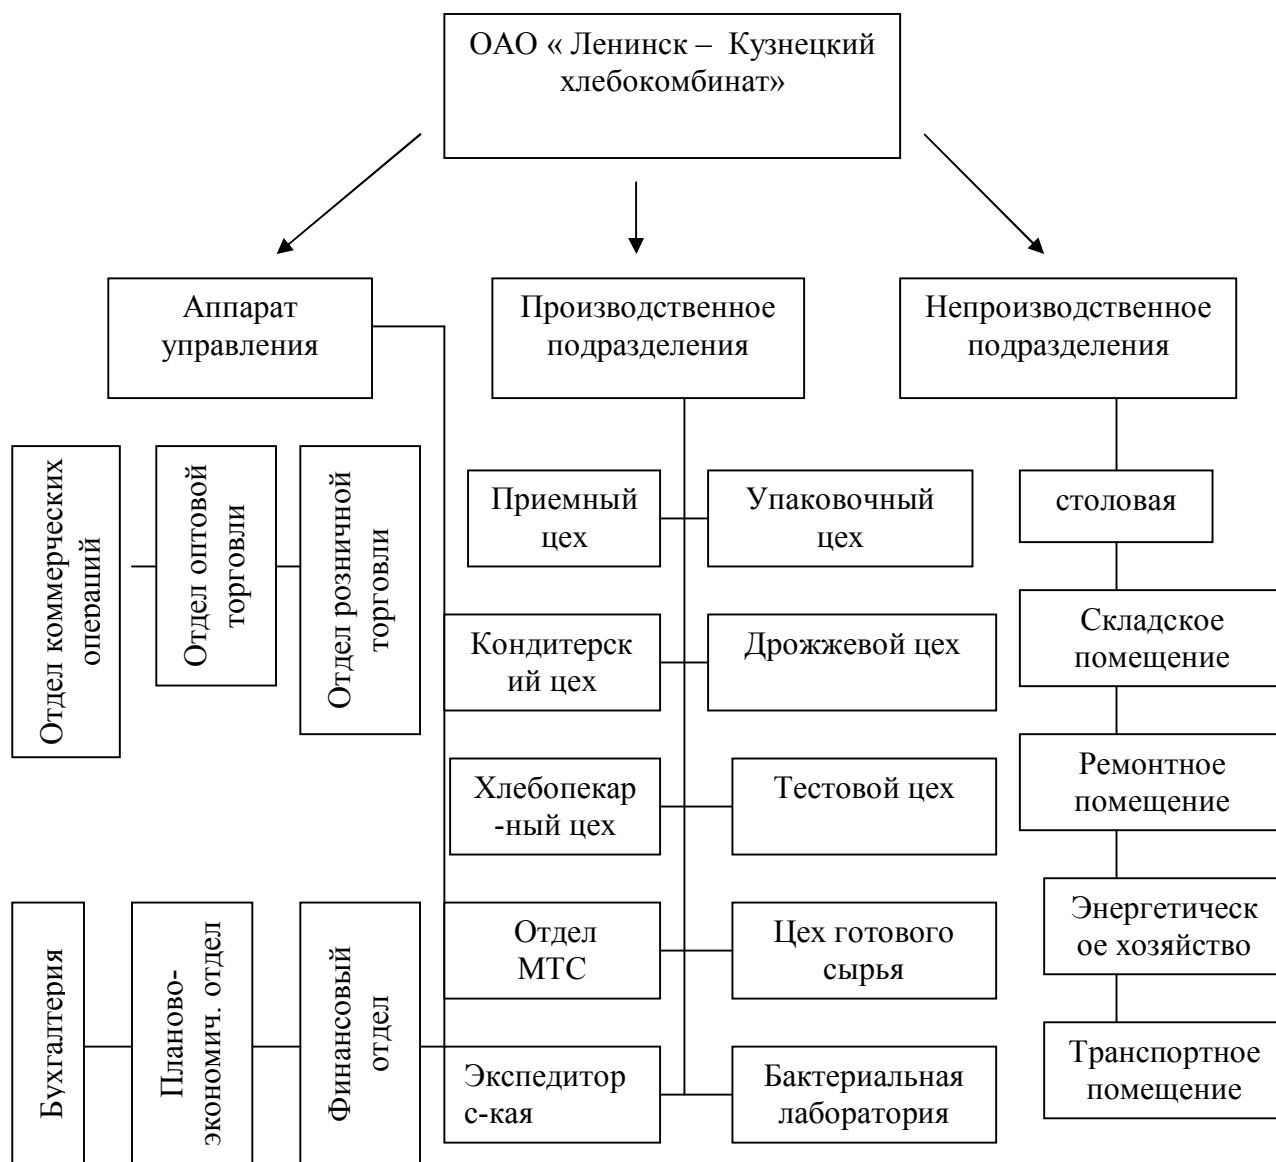 ОАО « Ленинск – Кузнецкий
хлебокомбинат»
Аппарат
управления
Производственное
подразделения
Непроизводственное
подразделения
Отдел коммерческих
операций
Отдел оптовой
торговли
Отдел розничной
торговли
Приемный
цех
Упаковочный
цех
столовая
Кондитерск
ий цех
Дрожжевой цех
Складское
помещение
Хлебопекар
-ный цех
Тестовой цех
Ремонтное
помещение
Бухгалтерия
Планово-
экономич. отдел
Финансовый
отдел
Отдел
МТС
Цех готового
сырья
Энергетическ
ое хозяйство
Экспедитор
с-кая
Бактериальная
лаборатория
Транспортное
помещение